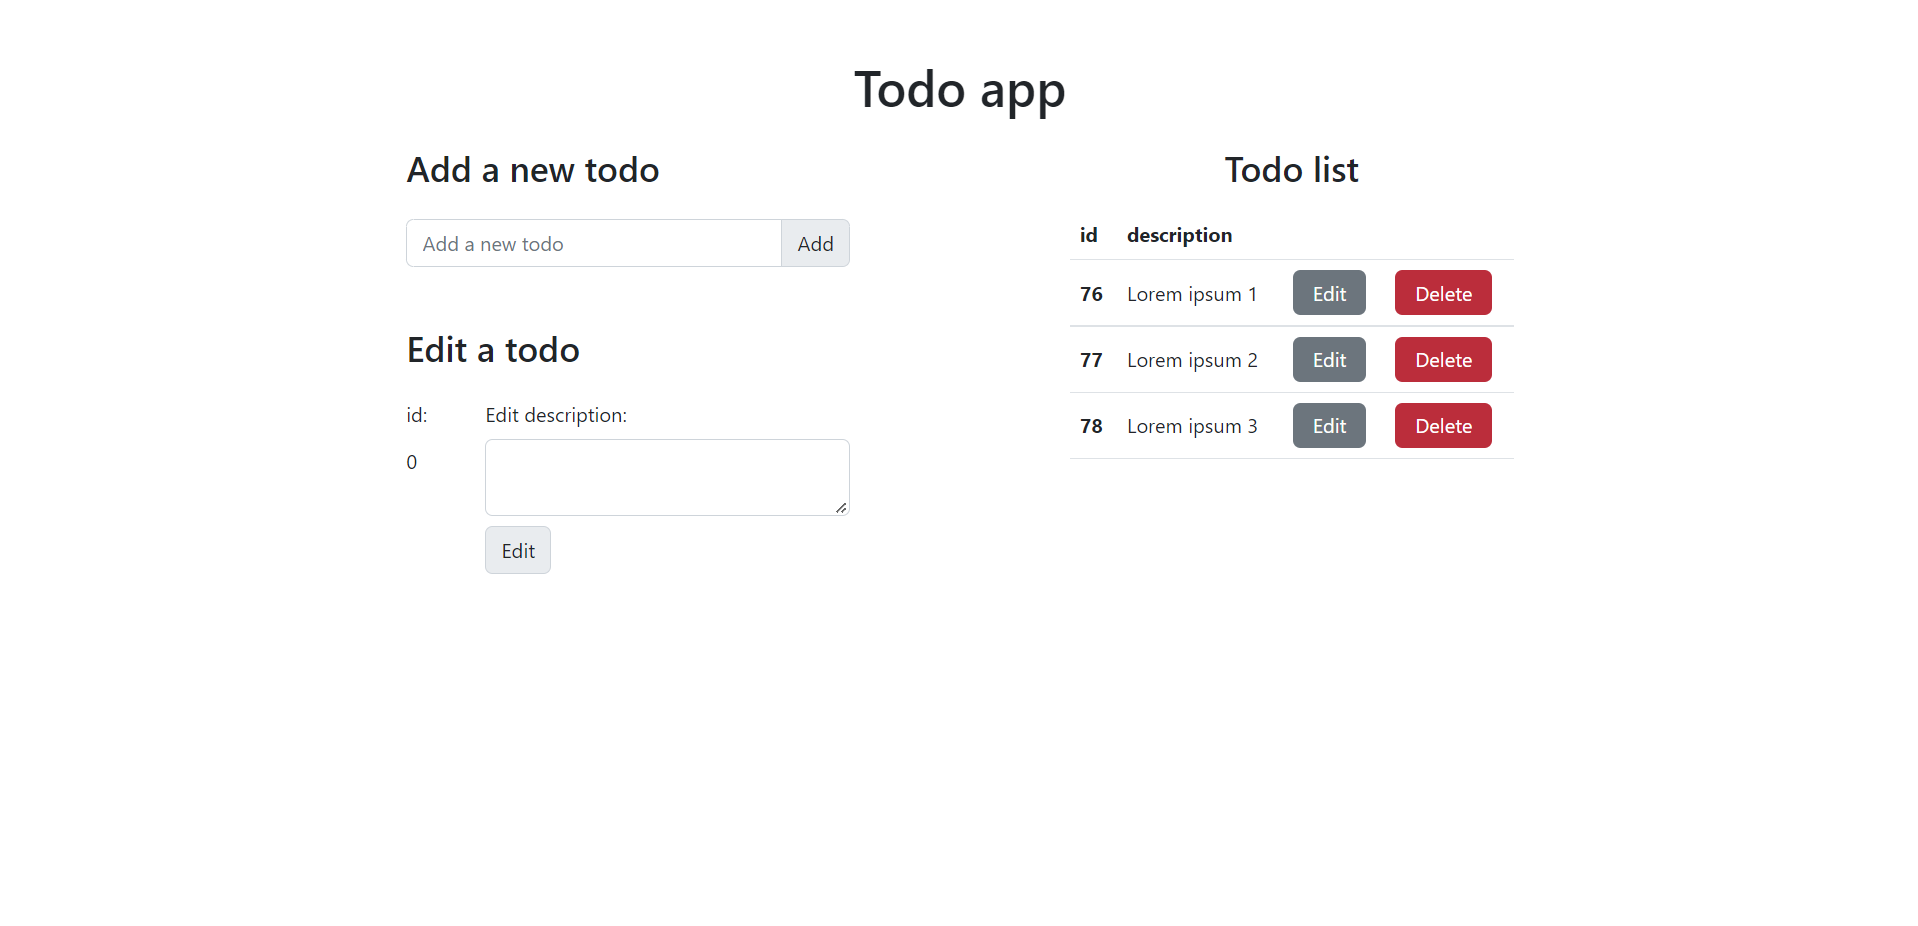 Todo app
Add a new todo
Add a new todo Add
Edit a todo
id: Edit description:
0
Edit
Todo list
id description
76 Lorem ipsum 1 Edit Delete
77 Lorem ipsum 2 Edit Delete
78 Lorem ipsum 3 Edit Delete